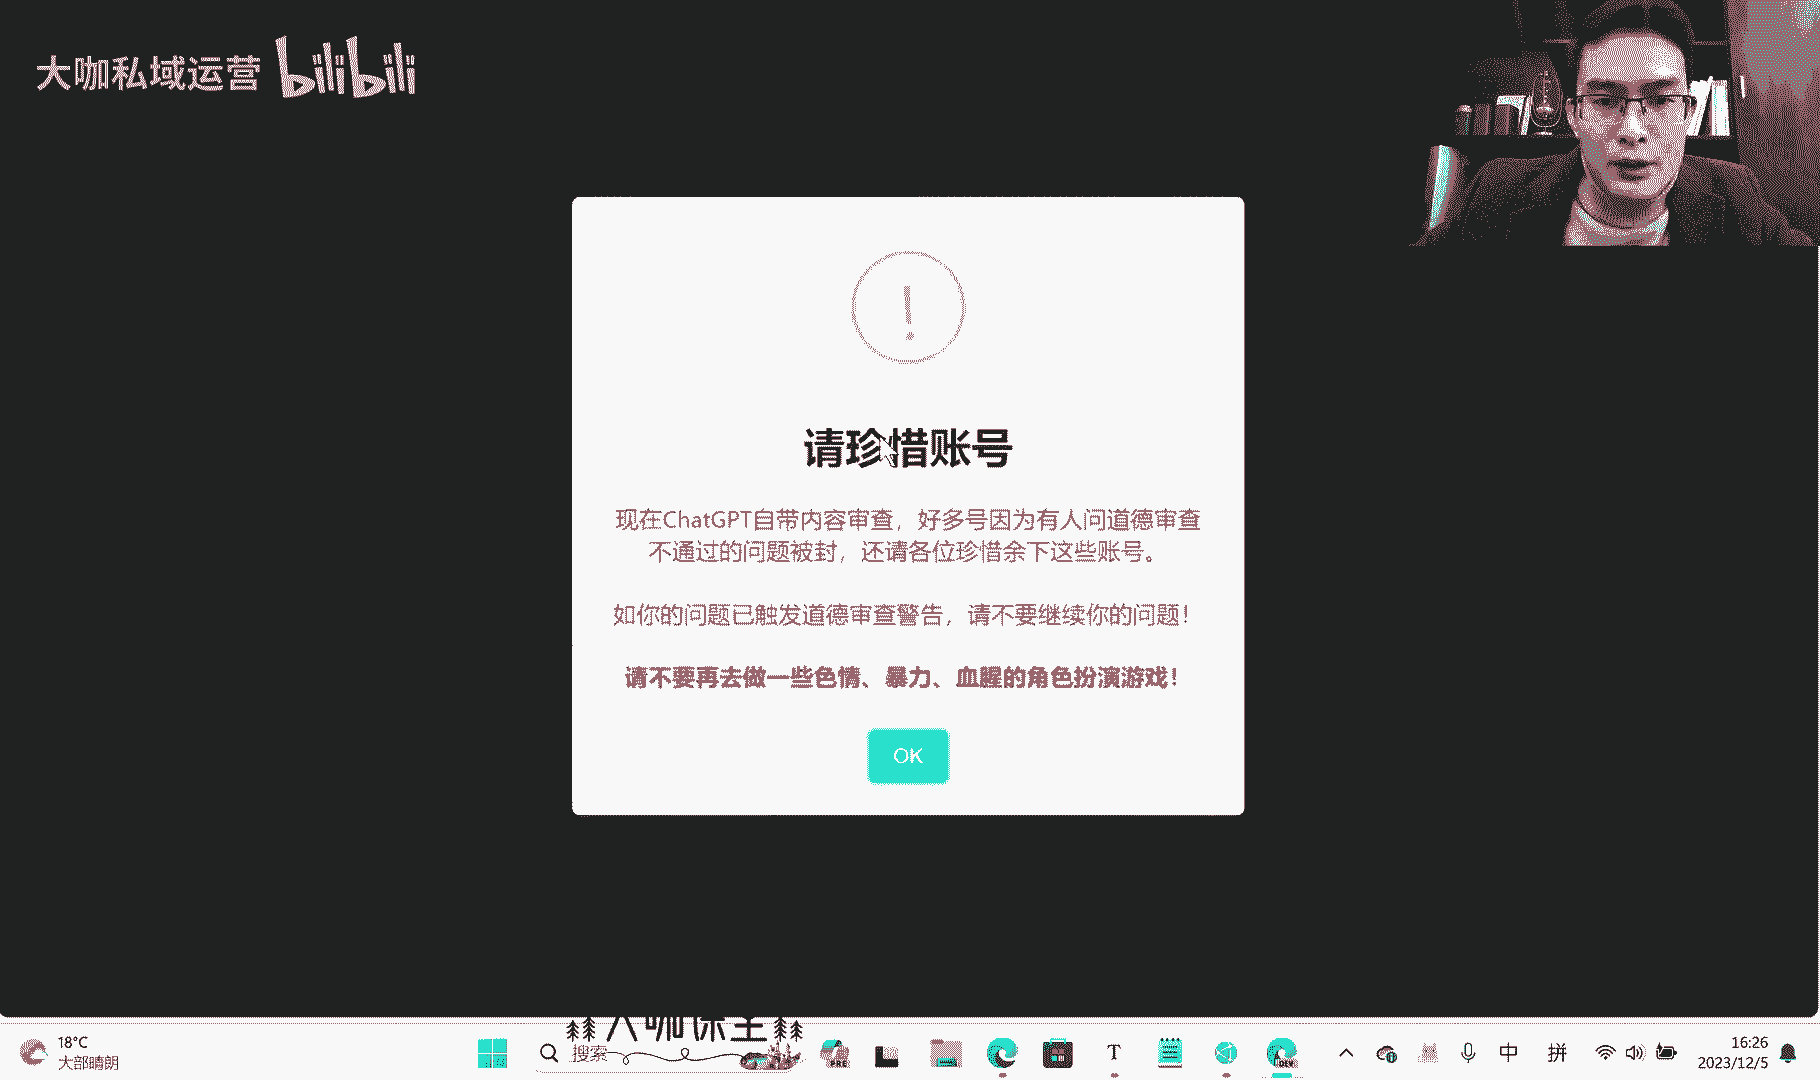 大咖私域运营 bilibili
!
请珍惜账号
现在ChatGPT自带内容审查，好多号因为有人问道德审查
不通过的问题被封，还请各位珍惜余下这些账号。
如你的问题已触发道德审查警告，请不要继续你的问题！
请不要再去做一些色情、暴力、血腥的角色扮演游戏！
OK
18°C
大部晴朗
搜索
PRE
T
DEV
中
拼
16:26
2023/12/5